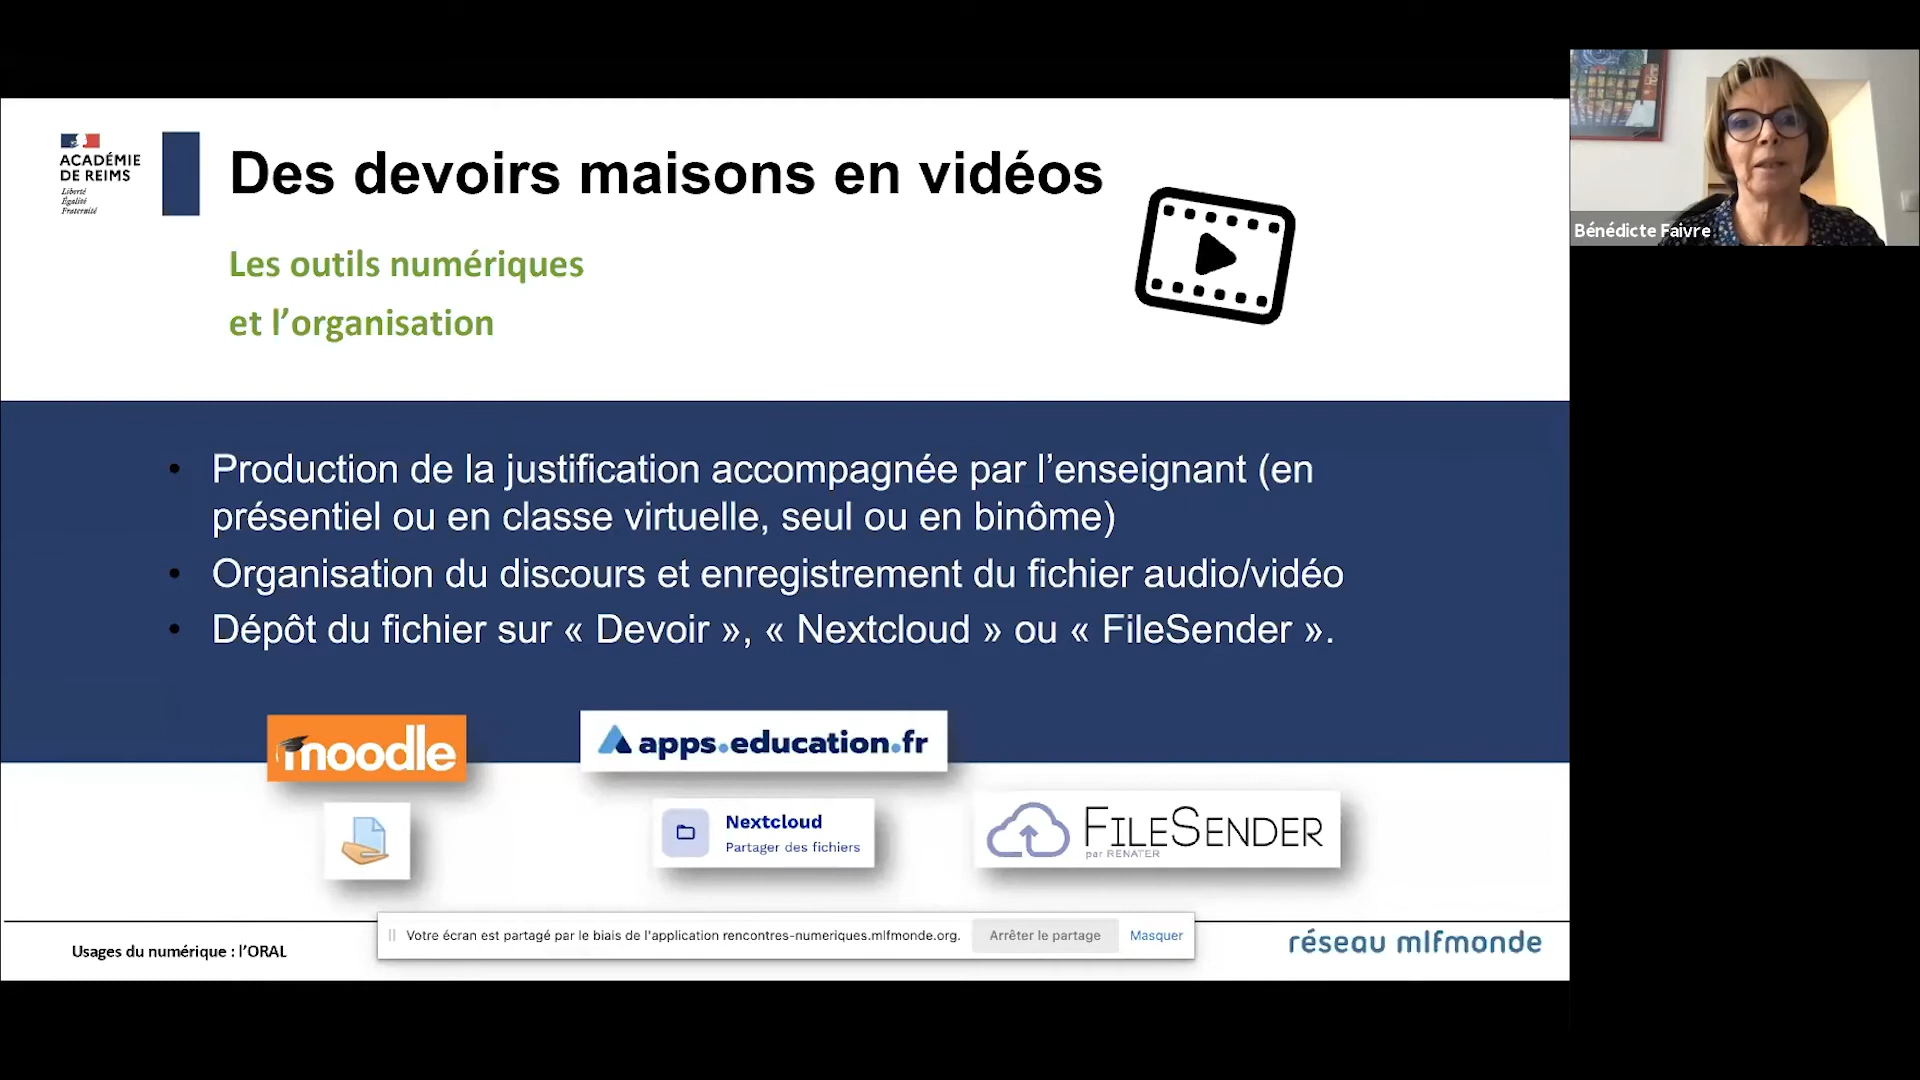 ACADÉMIE
DE REIMS
Liberté
Égalité
Fraternité
Des devoirs maisons en vidéos
Les outils numériques
et l’organisation
Bénédicte Faivre
• Production de la justification accompagnée par l’enseignant (en
présentiel ou en classe virtuelle, seul ou en binôme)
• Organisation du discours et enregistrement du fichier audio/vidéo
• Dépôt du fichier sur « Devoir », « Nextcloud » ou « FileSender ».
moodle
apps.education.fr
Nextcloud
Partager des fichiers
FILESENDER
par RENATER
Votre écran est partagé par le biais de l'application rencontres-numeriques.mlfmonde.org.
Arrêter le partage
Masquer
Usages du numérique : l’ORAL
réseau mlfmonde